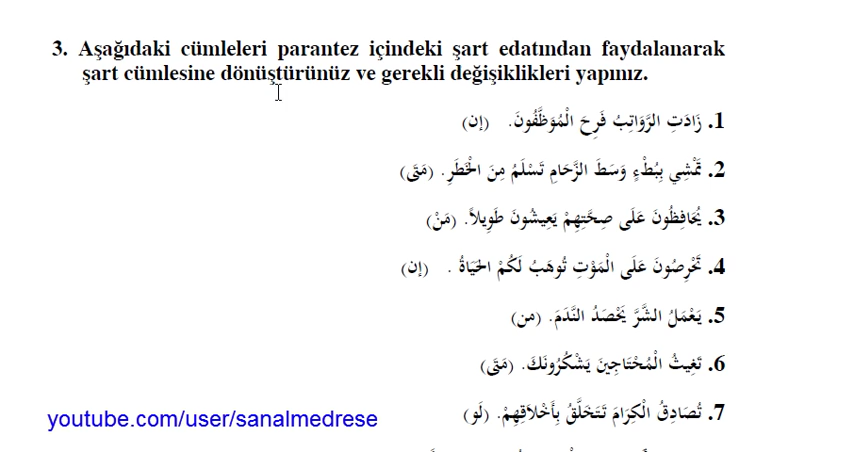 3. Aşağıdaki cümleleri parantez içindeki şart edatından faydalanarak
şart cümlesine dönüştürünüz ve gerekli değişiklikleri yapınız.
1. زَادَتِ الرَّوَاتِبُ فَرِحَ الْمُوَظَّفُونَ. (إن)
2. تَمْشِي بِبُطْءٍ وَسَطَ الزَّحَامِ تَسْلَمُ مِنَ الْخَطَرِ. (مَتَى)
3. يُحَافِظُونَ عَلَى صِحَّتِهِمْ يَعِيشُونَ طَوِيلاً. (مَنْ)
4. تَحْرِصُونَ عَلَى الْمَوْتِ تُوهَبُ لَكُمْ الحَيَاةُ . (إن)
5. يَعْمَلُ الشَّرَّ يَحْصَدُ النَّدَمَ. (من)
6. تَغِيثُ الْمُحْتَاجِينَ يَشْكُرُونَكَ. (مَتَى)
7. تُصَادِقُ الْكِرَامَ تَتَخَلَّقُ بِأَخْلاَقِهِمْ. (لَو)
youtube.com/user/sanalmedrese